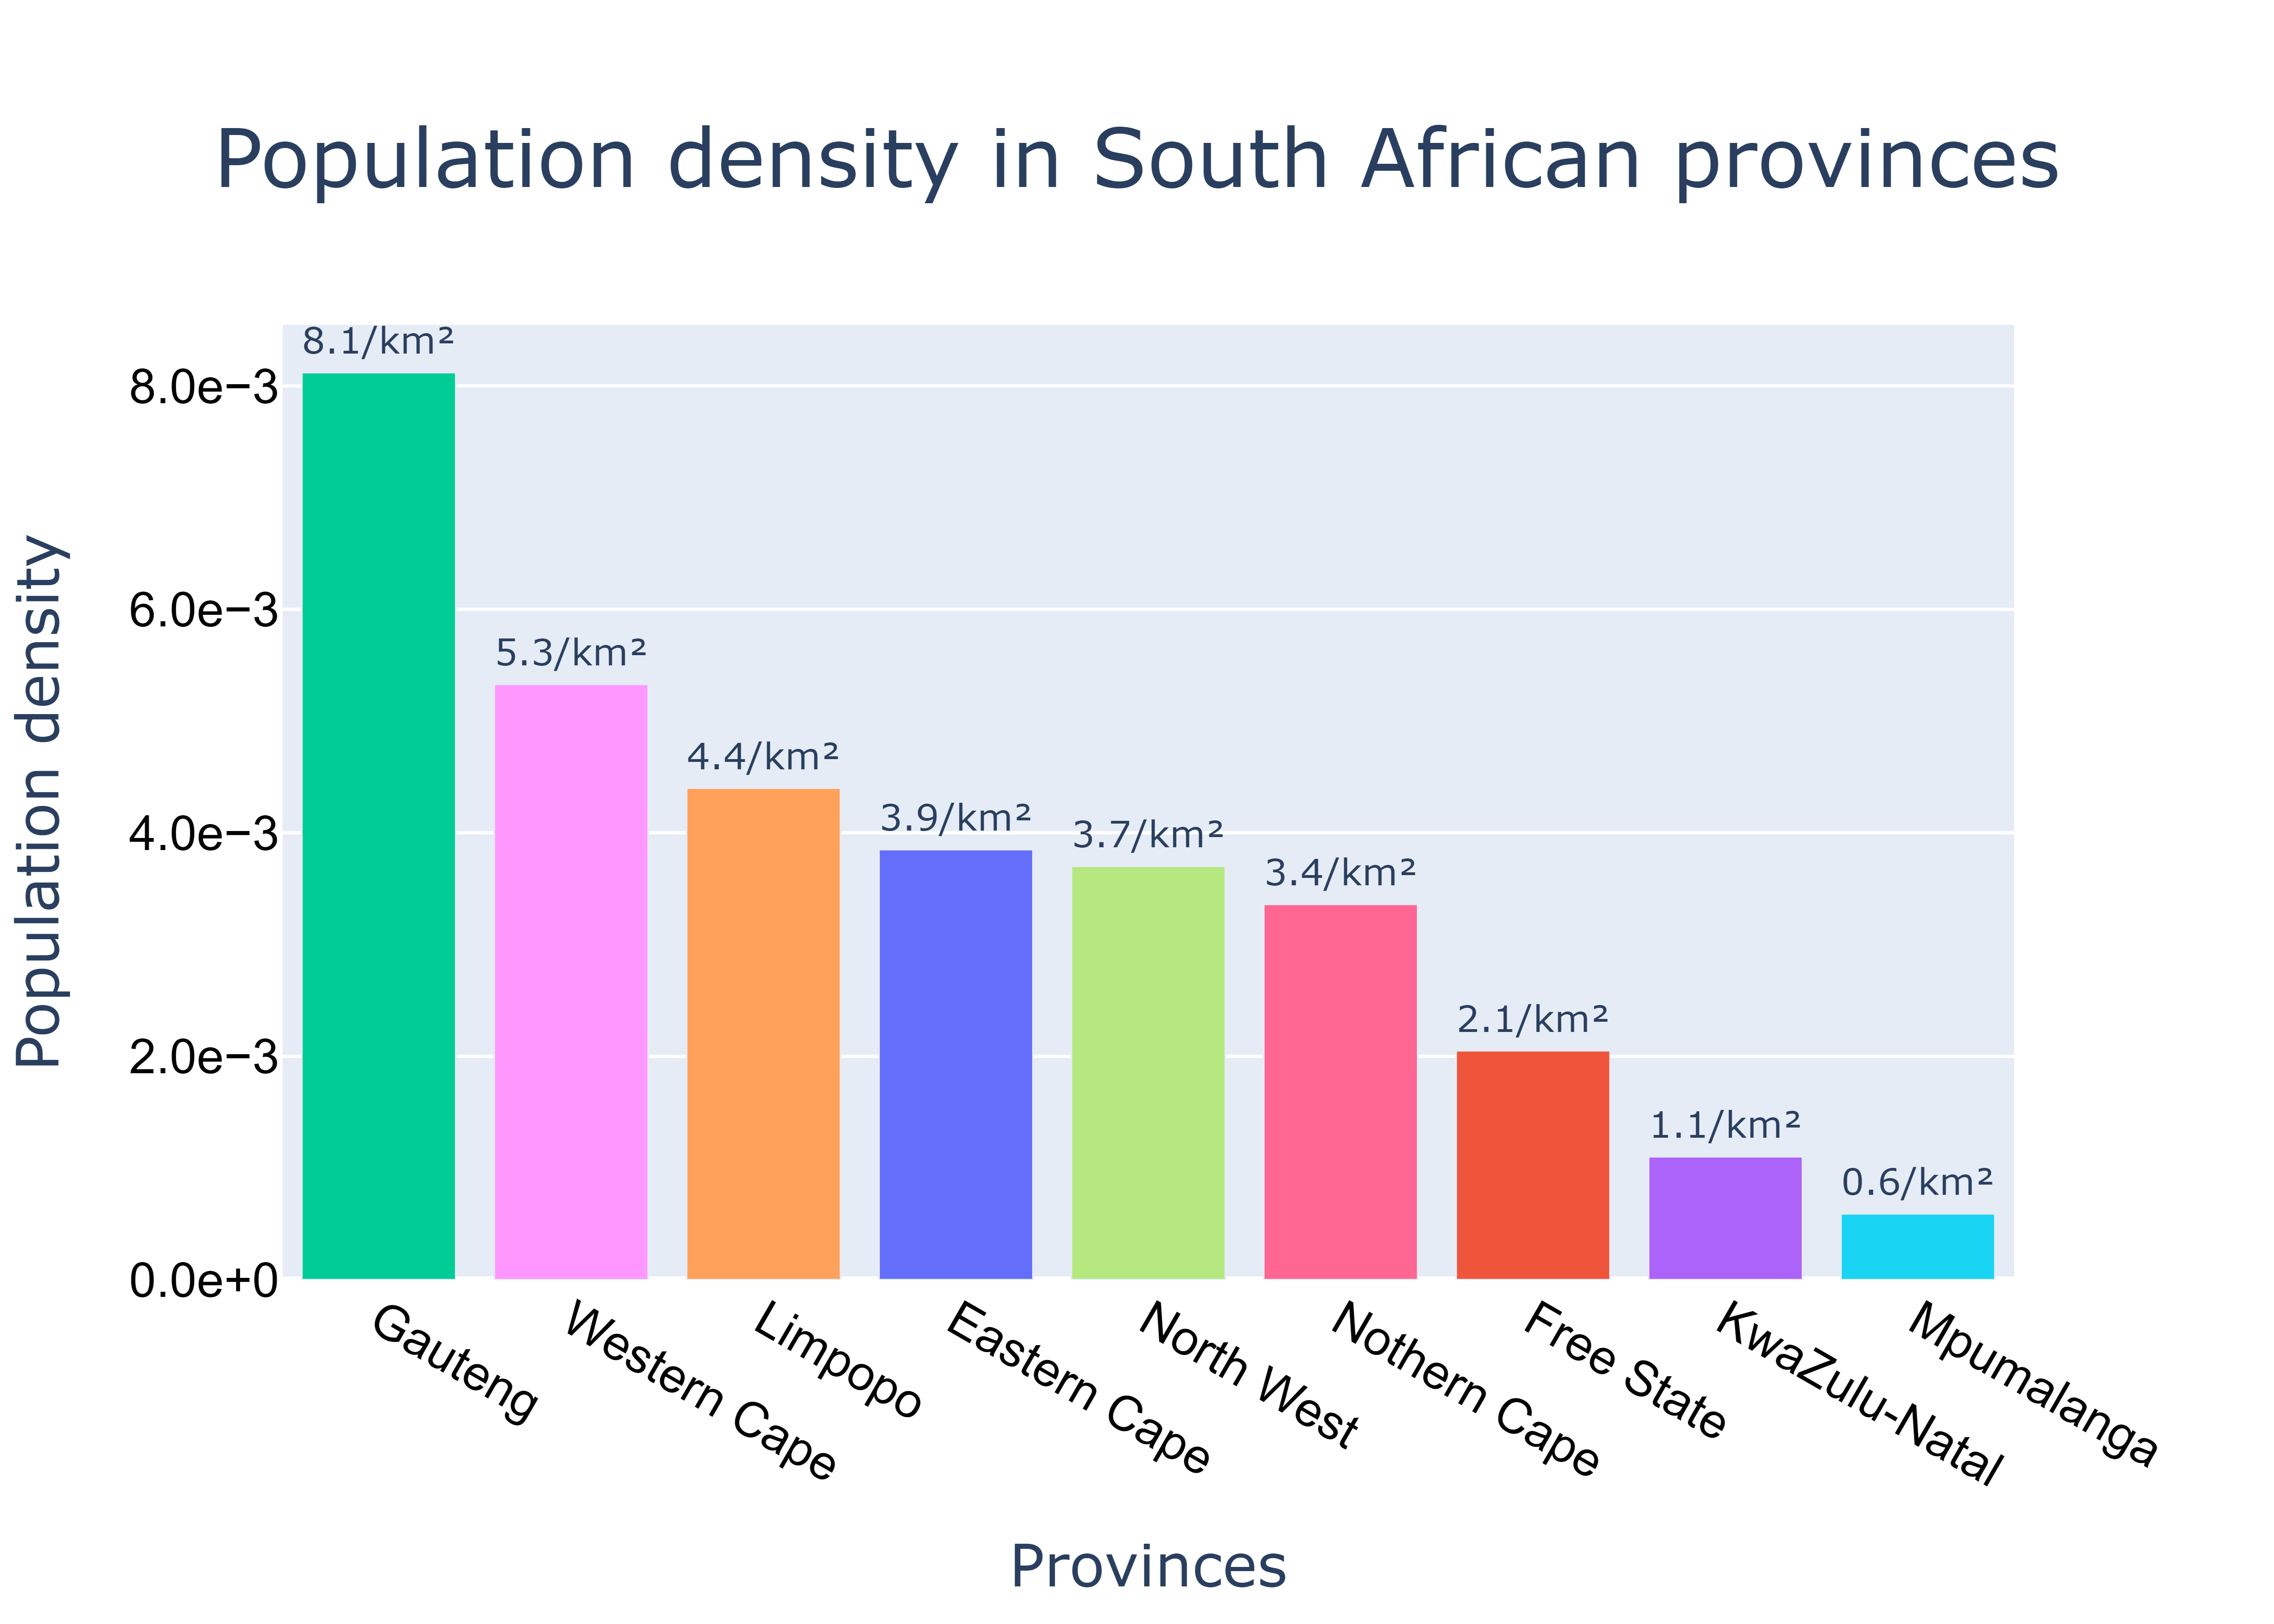 Population density in South African provinces
8.1/km²
5.3/km²
4.4/km²
3.9/km²
3.7/km²
3.4/km²
2.1/km²
1.1/km²
0.6/km²
8.0e−3
6.0e−3
4.0e−3
2.0e−3
0.0e+0
Population density
Gauteng
Western Cape
Limpopo
Eastern Cape
North West
Nothern Cape
Free State
KwaZulu-Natal
Mpumalanga
Provinces